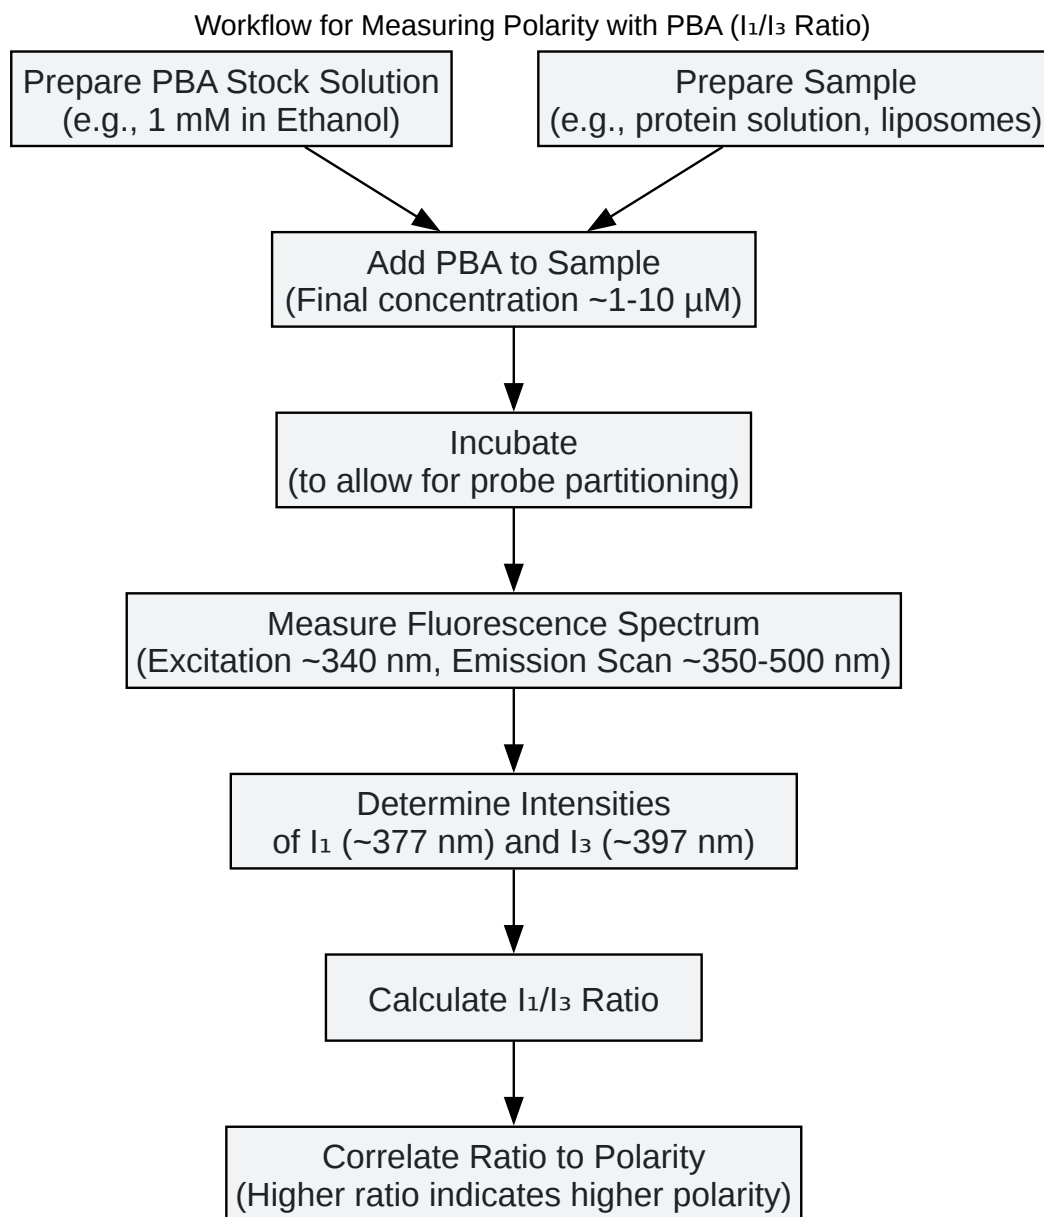 Workflow for Measuring Polarity with PBA (I₁/I₃ Ratio)
Prepare PBA Stock Solution
(e.g., 1 mM in Ethanol)
Prepare Sample
(e.g., protein solution, liposomes)
Add PBA to Sample
(Final concentration ~1-10 µM)
Incubate
(to allow for probe partitioning)
Measure Fluorescence Spectrum
(Excitation ~340 nm, Emission Scan ~350-500 nm)
Determine Intensities
of I₁ (~377 nm) and I₃ (~397 nm)
Calculate I₁/I₃ Ratio
Correlate Ratio to Polarity
(Higher ratio indicates higher polarity)